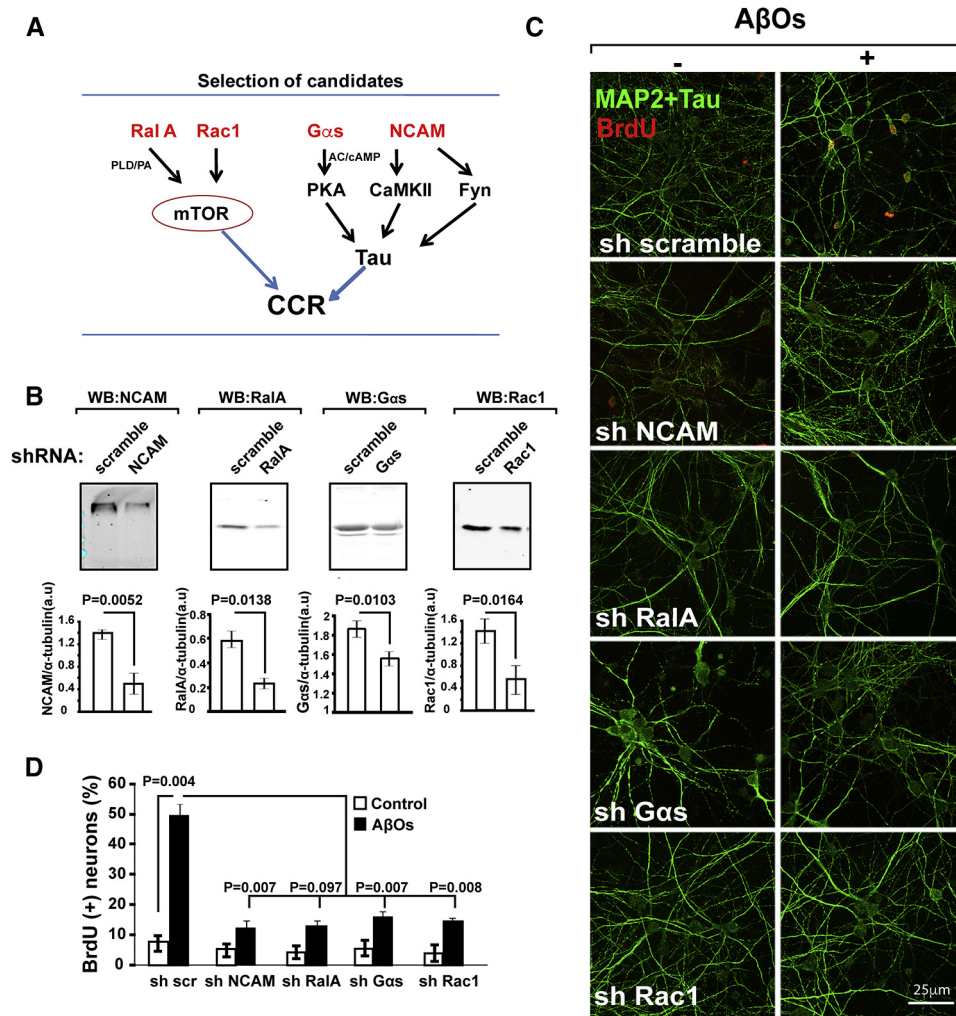 A
Selection of candidates
Ral A Rac1 Gαs NCAM
PLD/PA AC/cAMP
PKA CaMKII Fyn
mTOR
Tau
CCR
B
WB:NCAM WB:RalA WB:Gαs WB:Rac1
shRNA: scramble NCAM scramble RalA scramble Gαs scramble Rac1
P=0.0052 P=0.0138 P=0.0103 P=0.0164
NCAM/α-tubulin(a.u)
1.6
1.2
0.8
0.4
0
RalA/α-tubulin(a.u)
0.8
0.6
0.4
0.2
0
Gαs/α-tubulin(a.u)
2
1.8
1.6
1.4
1.2
1
Rac1/α-tubulin(a.u)
1.6
1.2
0.8
0.4
0
D
P=0.004
BrdU (+) neurons (%)
60
50
40
30
20
10
0
Control
AβOs
P=0.007 P=0.097 P=0.007 P=0.008
sh scr sh NCAM sh RalA sh Gαs sh Rac1
C
AβOs
- +
MAP2+Tau
BrdU
sh scramble
sh NCAM
sh RalA
sh Gαs
sh Rac1
25μm